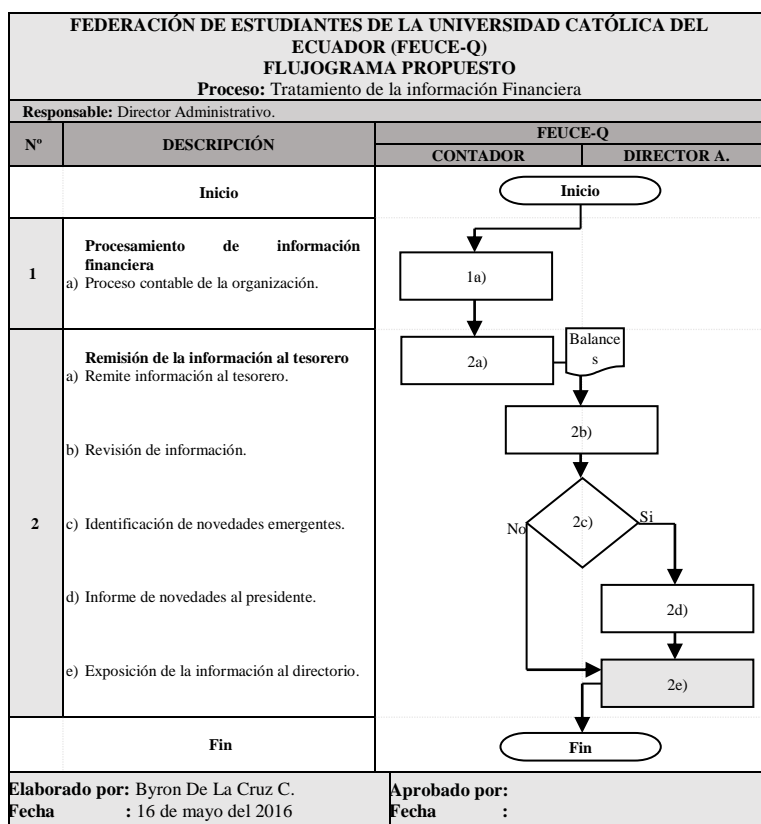 FEDERACIÓN DE ESTUDIANTES DE LA UNIVERSIDAD CATÓLICA DEL
ECUADOR (FEUCE-Q)
FLUJOGRAMA PROPUESTO
Proceso: Tratamiento de la información Financiera
Responsable: Director Administrativo.
Nº
DESCRIPCIÓN
FEUCE-Q
CONTADOR
DIRECTOR A.
Inicio
Inicio
1
Procesamiento de información
financiera
a) Proceso contable de la organización.
1a)
2
Remisión de la información al tesorero
a) Remite información al tesorero.
2a)
Balance
s
b) Revisión de información.
2b)
c) Identificación de novedades emergentes.
No
2c)
Si
d) Informe de novedades al presidente.
2d)
e) Exposición de la información al directorio.
2e)
Fin
Fin
Elaborado por: Byron De La Cruz C.
Fecha : 16 de mayo del 2016
Aprobado por:
Fecha :